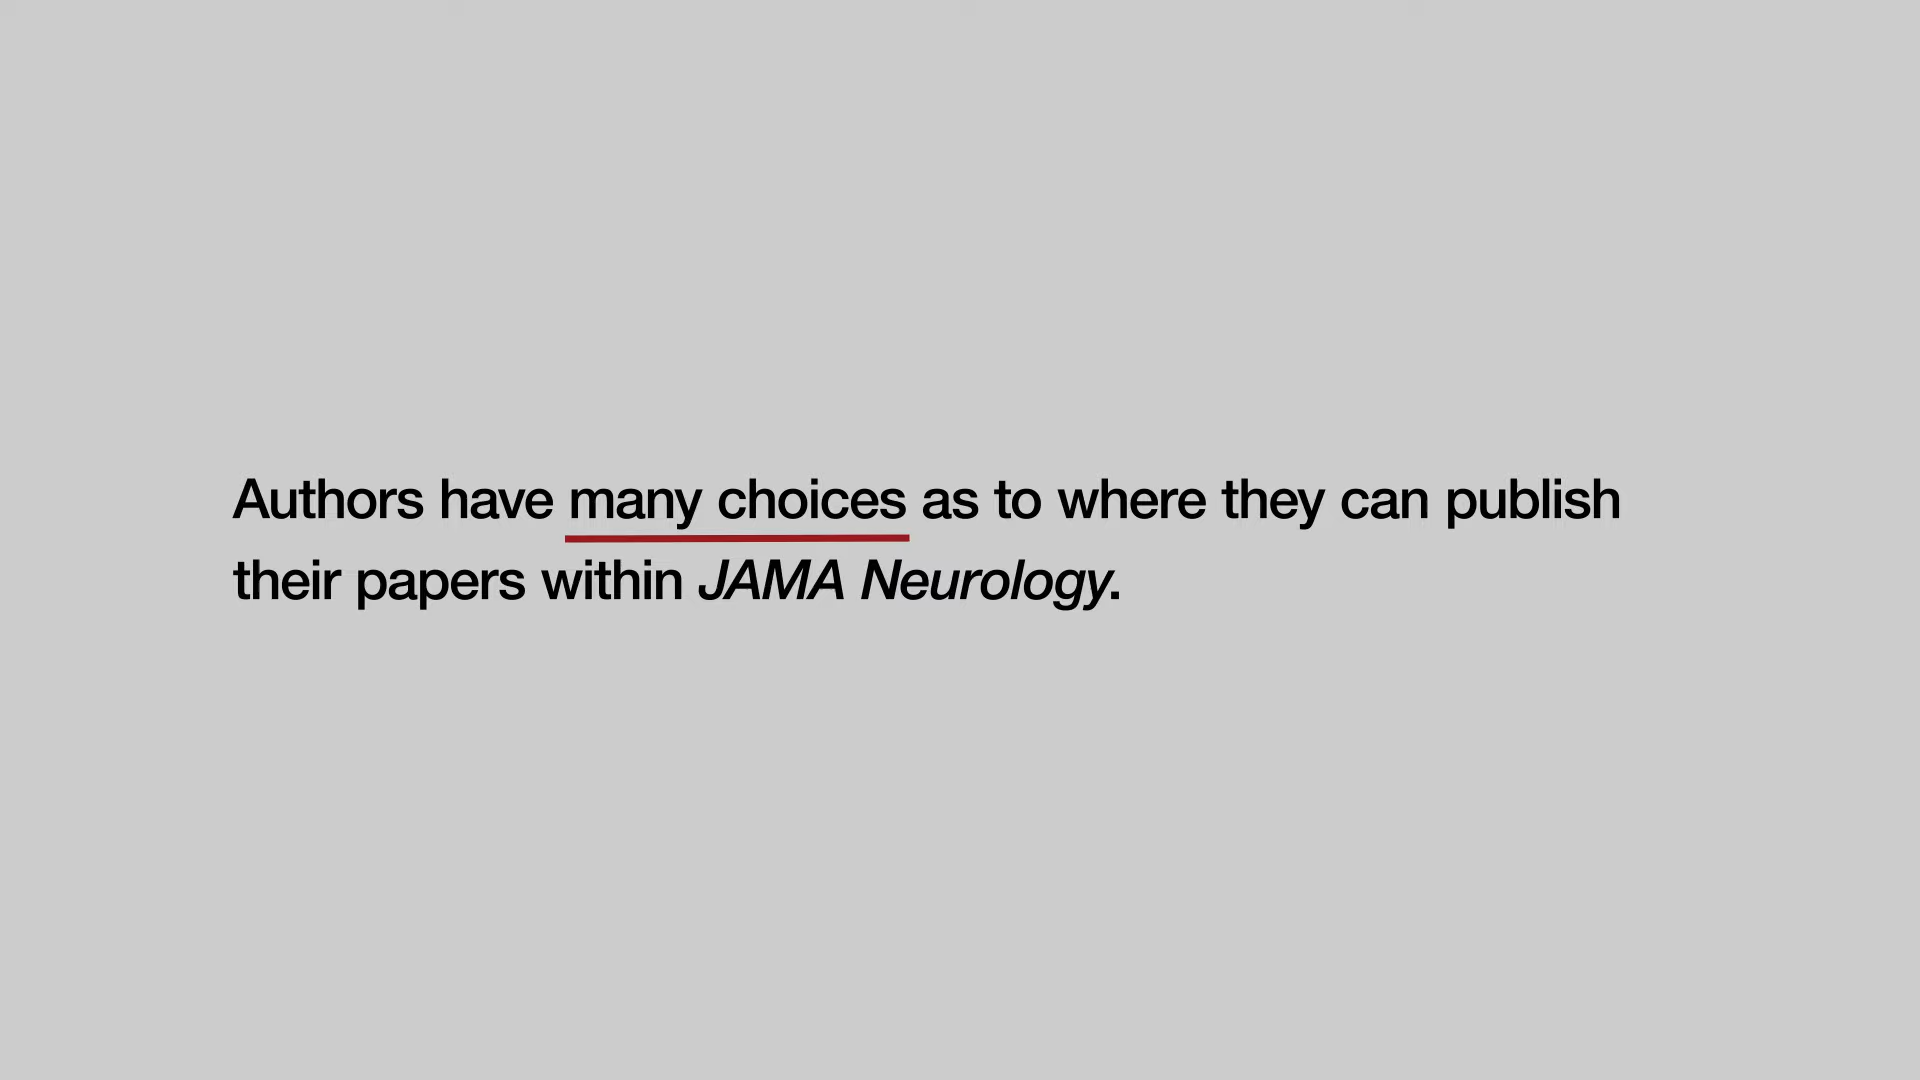 Authors have many choices as to where they can publish
their papers within JAMA Neurology.